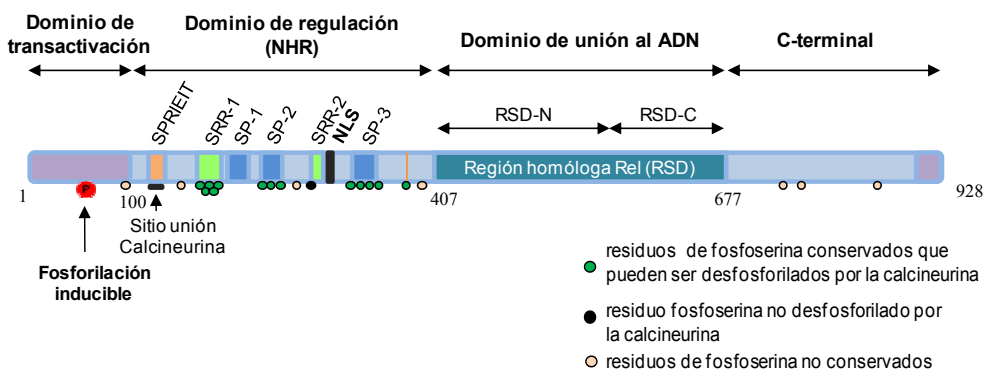 Dominio de
transactivación
Dominio de regulación
(NHR)
Dominio de unión al ADN
C-terminal
SPRIEIT
SRR-1
SP-1
SP-2
SRR-2
NLS
SP-3
RSD-N
RSD-C
Región homóloga Rel (RSD)
P
1
100
407
677
928
Sitio unión
Calcineurina
Fosforilación
inducible
residuos de fosfoserina conservados que
pueden ser desfosforilados por la calcineurina
residuo fosfoserina no desfosforilado por
la calcineurina
residuos de fosfoserina no conservados